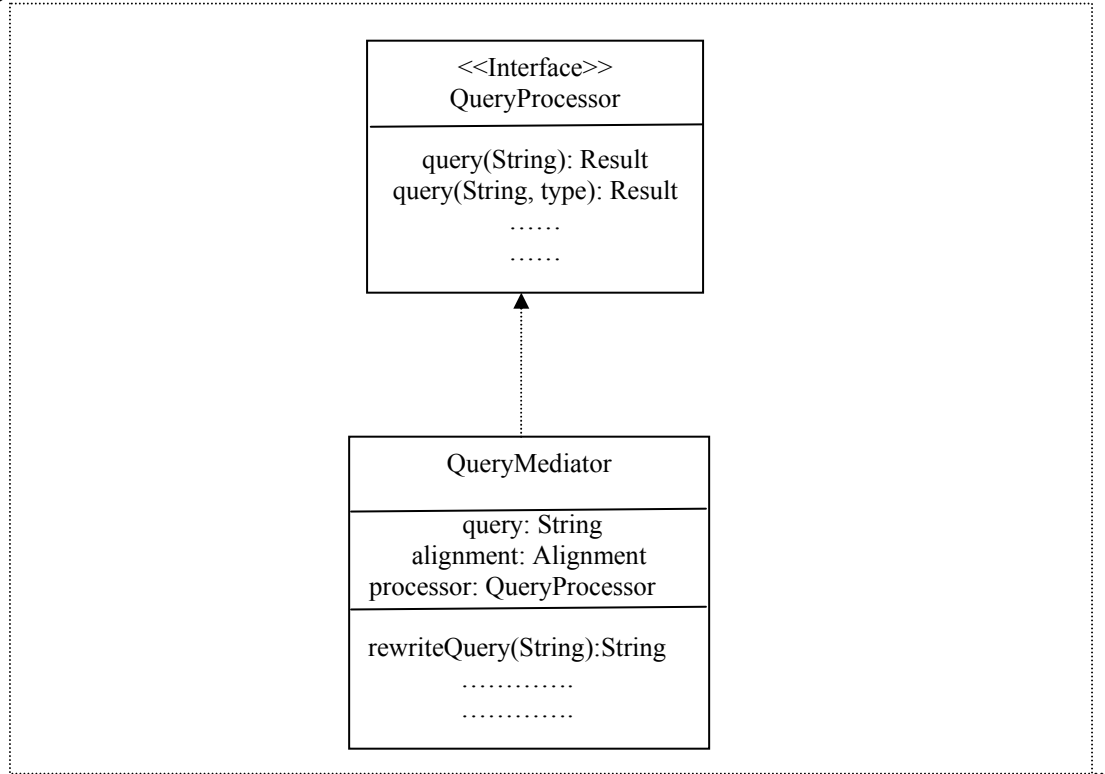 <<Interface>>
QueryProcessor
query(String): Result
query(String, type): Result
……
……
QueryMediator
query: String
alignment: Alignment
processor: QueryProcessor
rewriteQuery(String):String
………….
………….